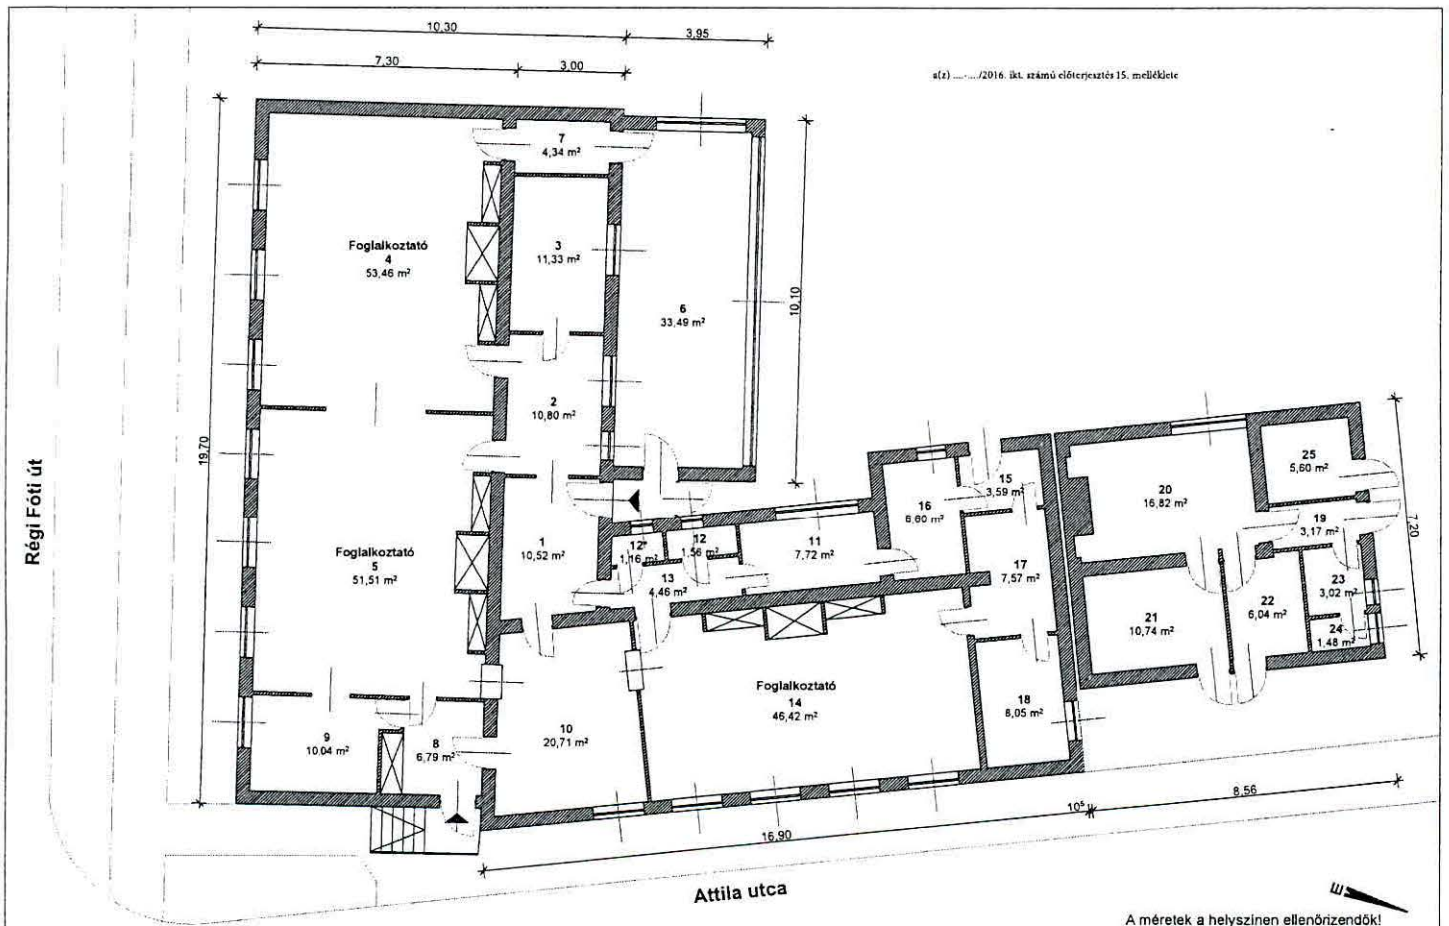 10,30
3,95
7,30
3,00
a(z) ....-..../2016. ikt. számú előterjesztés 15. melléklete
7
4,34 m²
Foglalkoztató
4
53,46 m²
3
11,33 m²
6
33,49 m²
10,10
2
10,80 m²
19,70
Régi Fóti út
Foglalkoztató
5
51,51 m²
1
10,52 m²
12*
1,16 m²
12
1,56 m²
11
7,72 m²
13
4,46 m²
16
6,60 m²
15
3,59 m²
17
7,57 m²
20
16,82 m²
25
5,60 m²
19
3,17 m²
7,20
21
10,74 m²
22
6,04 m²
23
3,02 m²
24
1,48 m²
Foglalkoztató
14
46,42 m²
18
8,05 m²
9
10,04 m²
8
6,79 m²
10
20,71 m²
16,90
10⁵
8,56
Attila utca
É
A méretek a helyszínen ellenőrizendők!